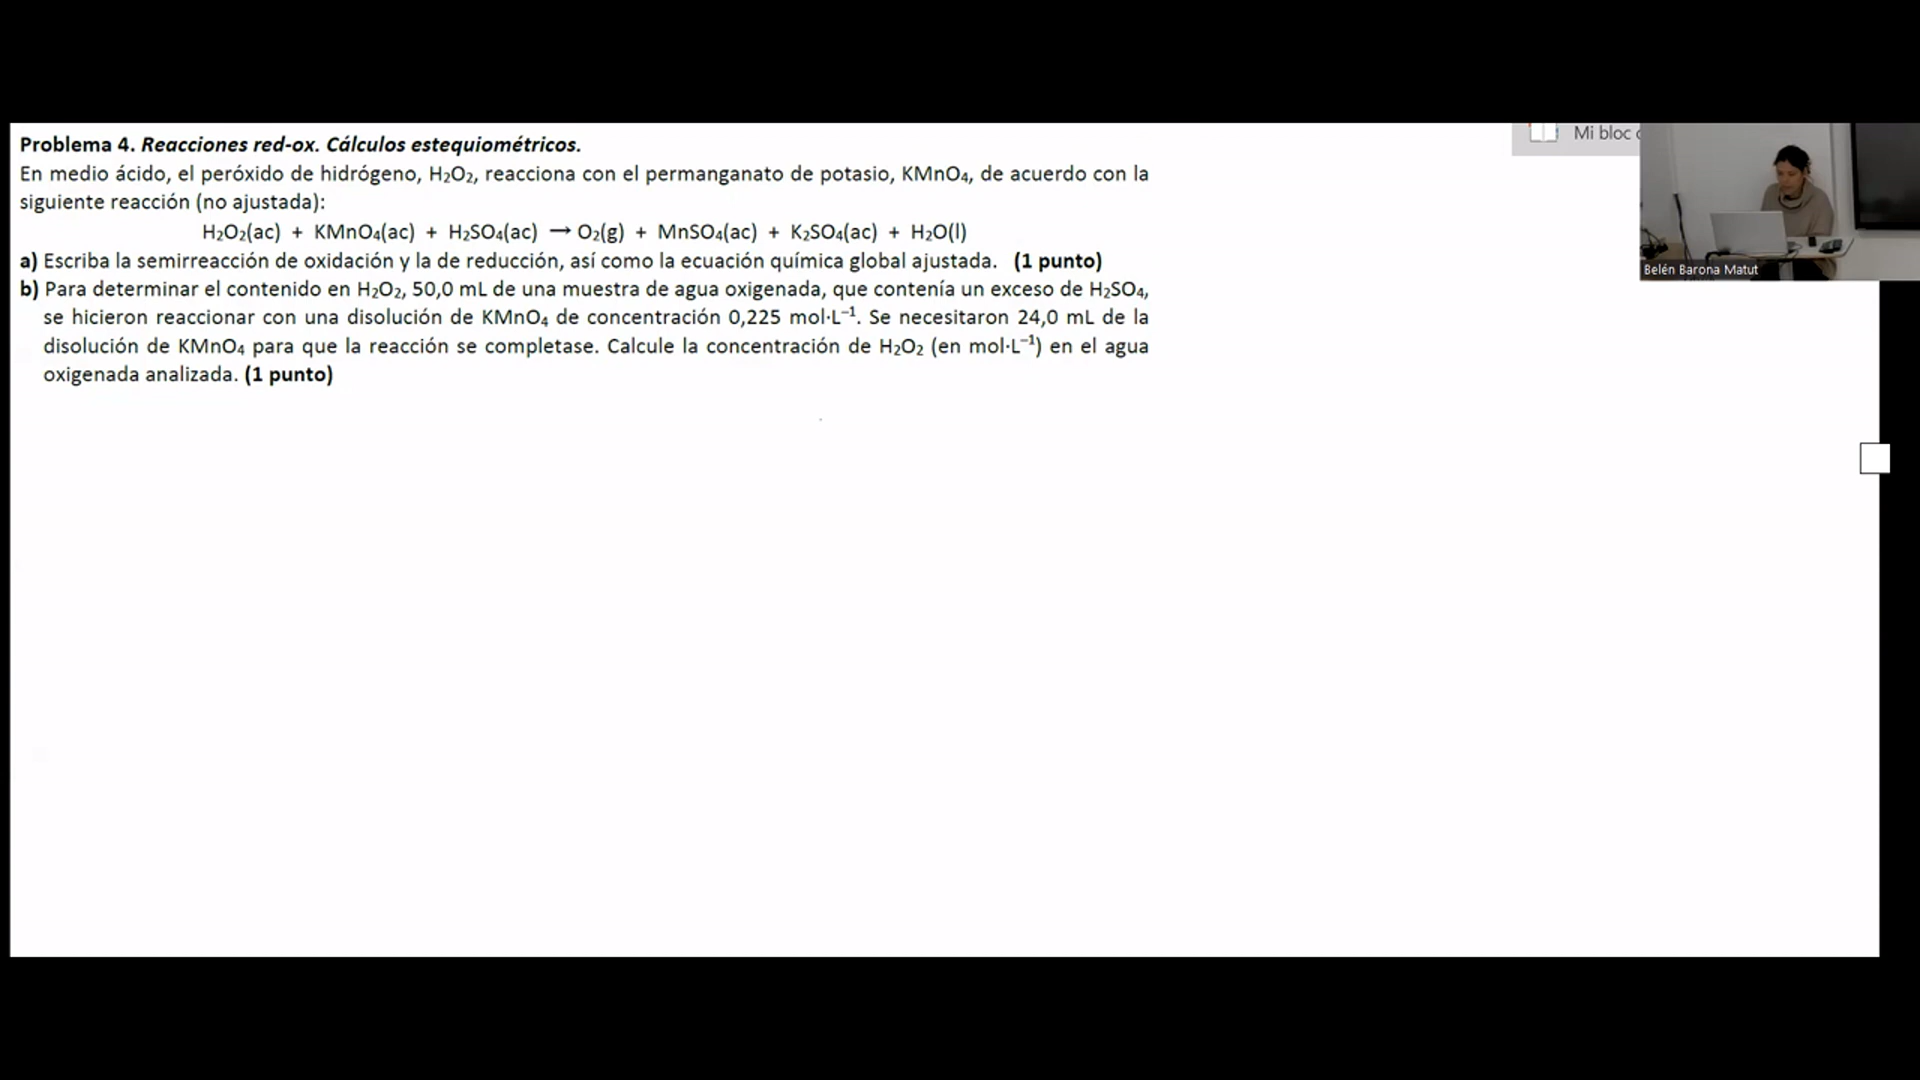 Problema 4. Reacciones red-ox. Cálculos estequiométricos.
En medio ácido, el peróxido de hidrógeno, H₂O₂, reacciona con el permanganato de potasio, KMnO₄, de acuerdo con la
siguiente reacción (no ajustada):
H₂O₂(ac) + KMnO₄(ac) + H₂SO₄(ac) → O₂(g) + MnSO₄(ac) + K₂SO₄(ac) + H₂O(l)
a) Escriba la semirreacción de oxidación y la de reducción, así como la ecuación química global ajustada. (1 punto)
b) Para determinar el contenido en H₂O₂, 50,0 mL de una muestra de agua oxigenada, que contenía un exceso de H₂SO₄,
se hicieron reaccionar con una disolución de KMnO₄ de concentración 0,225 mol·L⁻¹. Se necesitaron 24,0 mL de la
disolución de KMnO₄ para que la reacción se completase. Calcule la concentración de H₂O₂ (en mol·L⁻¹) en el agua
oxigenada analizada. (1 punto)
Mi bloc
Belén Barona Matut